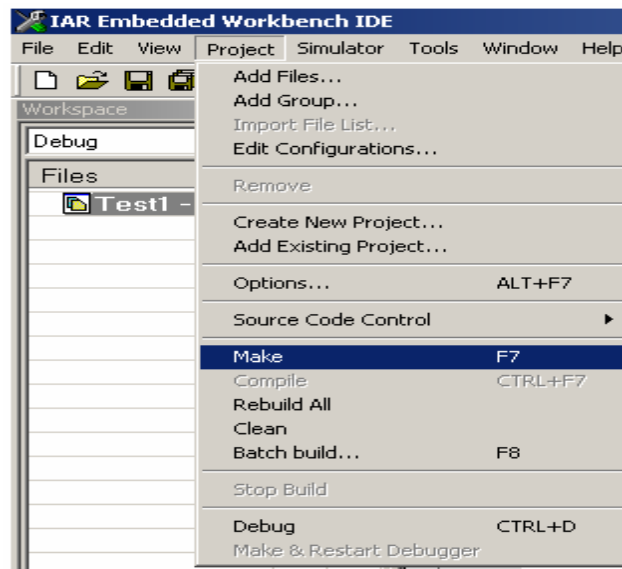 IAR Embedded Workbench IDE
File Edit View Project Simulator Tools Window Help
Workspace
Debug
Files
Test1 -
Add Files...
Add Group...
Import File List...
Edit Configurations...
Remove
Create New Project...
Add Existing Project...
Options... ALT+F7
Source Code Control
Make F7
Compile CTRL+F7
Rebuild All
Clean
Batch build... F8
Stop Build
Debug CTRL+D
Make & Restart Debugger